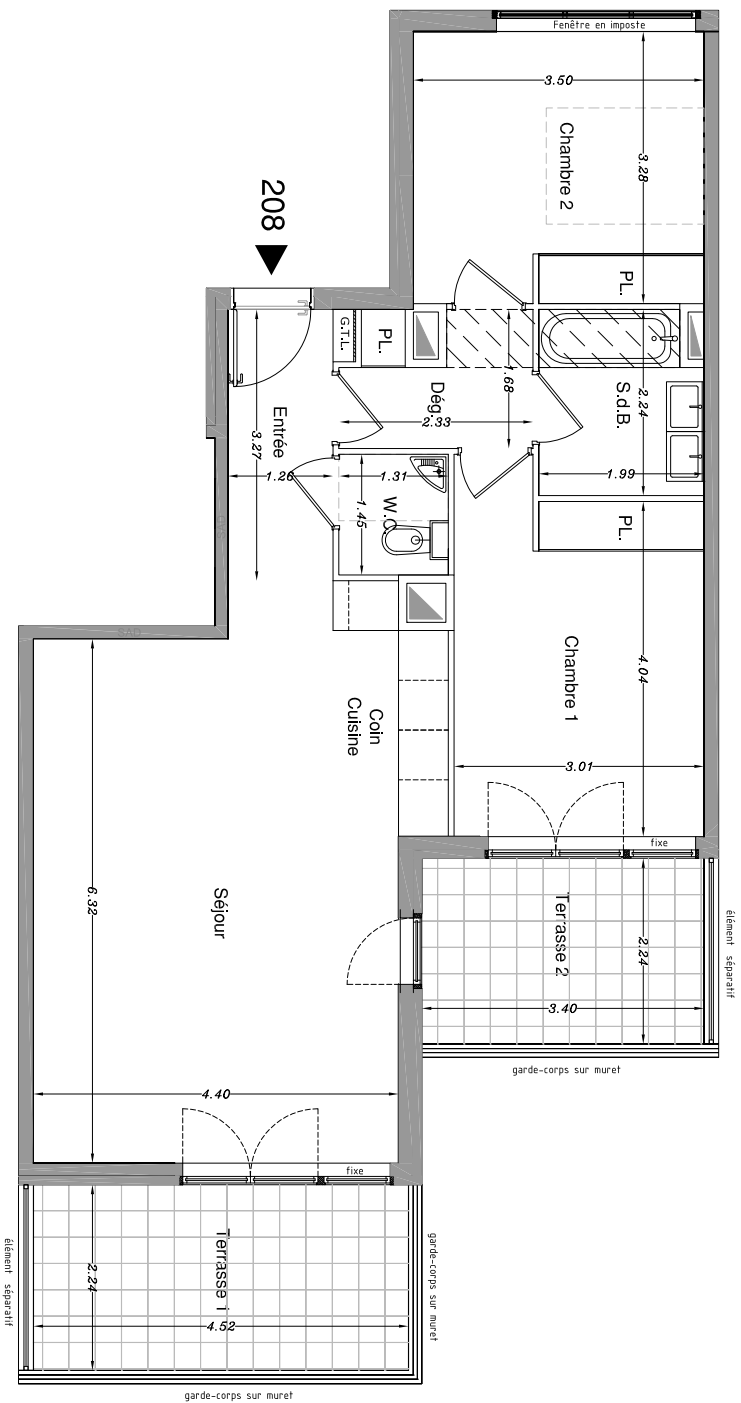 Fenêtre en imposte
3.50
Chambre 2
3.28
208
PL.
G.T.L.
PL.
1.68
Dég.
2.33
2.24
S.d.B.
1.99
Entrée
3.27
1.26
1.31
1.45
W.C.
PL.
Chambre 1
4.04
3.01
Coin
Cuisine
fixe
Séjour
6.32
4.40
Terrasse 2
2.24
3.40
élément séparatif
garde-corps sur muret
fixe
Terrasse 1
2.24
4.52
élément séparatif
garde-corps sur muret
garde-corps sur muret